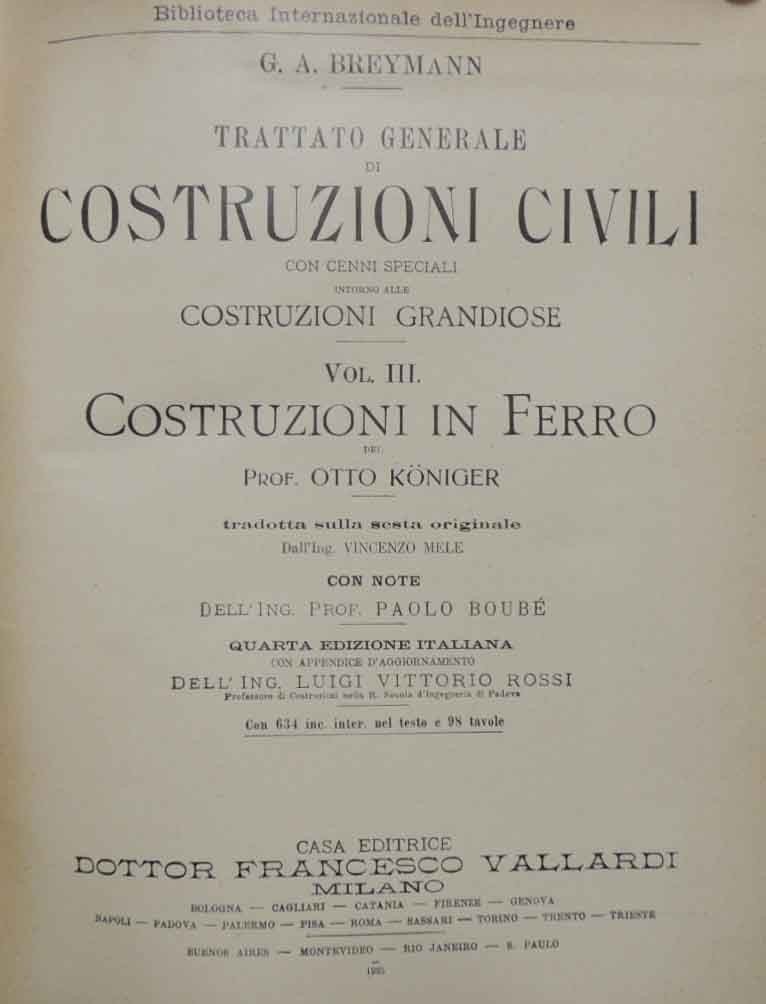 Biblioteca Internazionale dell'Ingegnere
G. A. BREYMANN
TRATTATO GENERALE
DI
COSTRUZIONI CIVILI
CON CENNI SPECIALI
INTORNO ALLE
COSTRUZIONI GRANDIOSE
VOL. III.
COSTRUZIONI IN FERRO
DEL
PROF. OTTO KÖNIGER
tradotta sulla sesta originale
Dall'Ing. VINCENZO MELE
CON NOTE
DELL'ING. PROF. PAOLO BOUBÉ
QUARTA EDIZIONE ITALIANA
CON APPENDICE D'AGGIORNAMENTO
DELL'ING. LUIGI VITTORIO ROSSI
Professore di Costruzioni nella R. Scuola d'Ingegneria di Padova
Con 634 inc. inter. nel testo e 98 tavole
CASA EDITRICE
DOTTOR FRANCESCO VALLARDI
MILANO
BOLOGNA — CAGLIARI — CATANIA — FIRENZE — GENOVA
NAPOLI — PADOVA — PALERMO — PISA — ROMA — SASSARI — TORINO — TRENTO — TRIESTE
BUENOS AIRES — MONTEVIDEO — RIO JANEIRO — S. PAULO